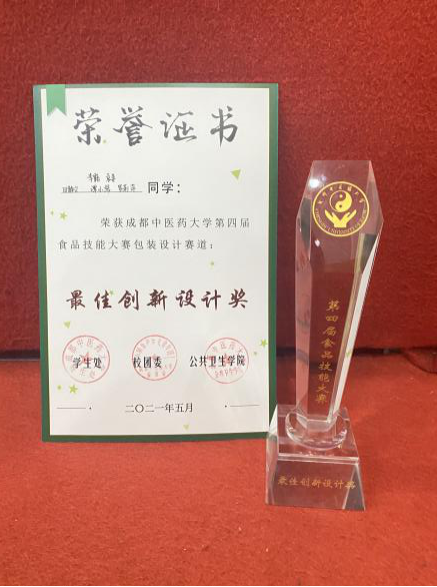 荣誉证书
同学：
荣获成都中医药大学第四届
食品技能大赛包装设计赛道：
最佳创新设计奖
学生处 校团委 公共卫生学院
二〇二一年五月
第四届食品技能大赛
最佳创新设计奖